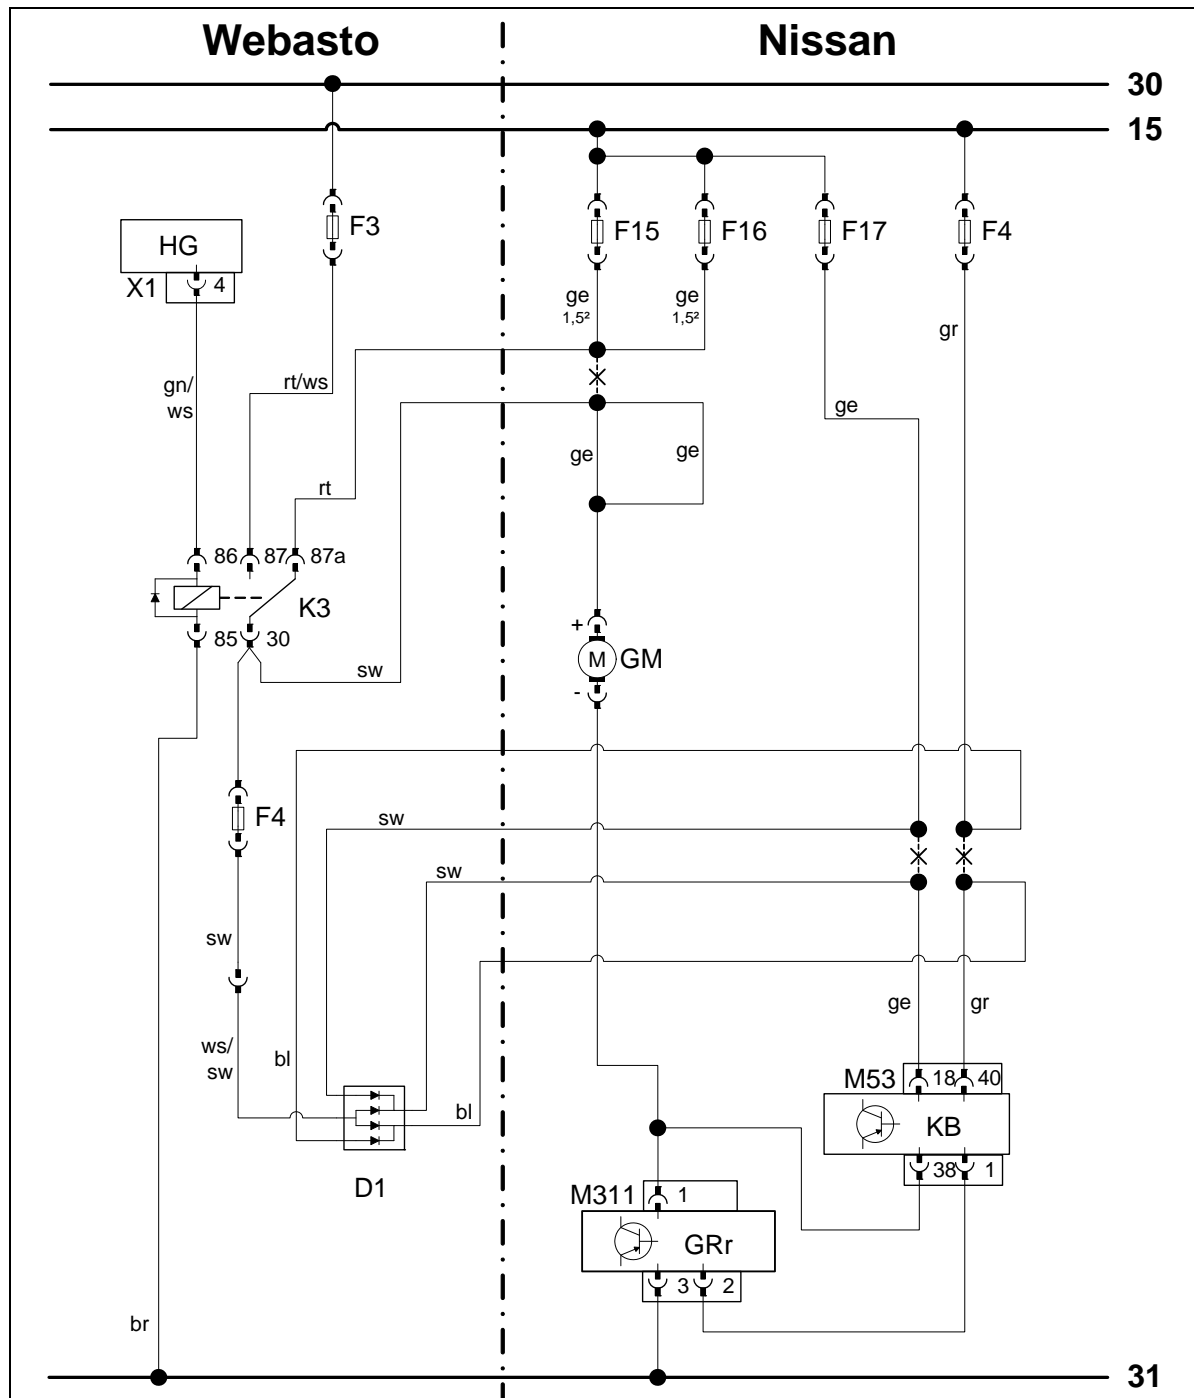 Webasto
Nissan
30
15
F3
F15
F16
F17
F4
HG
X1
4
ge
1,5²
ge
1,5²
gr
gn/
ws
rt/ws
ge
ge
ge
rt
86
87
87a
K3
85
30
sw
+
M
GM
-
F4
sw
sw
sw
ge
gr
ws/
sw
bl
bl
M53
18
40
KB
38
1
D1
M311
1
GRr
3
2
br
31